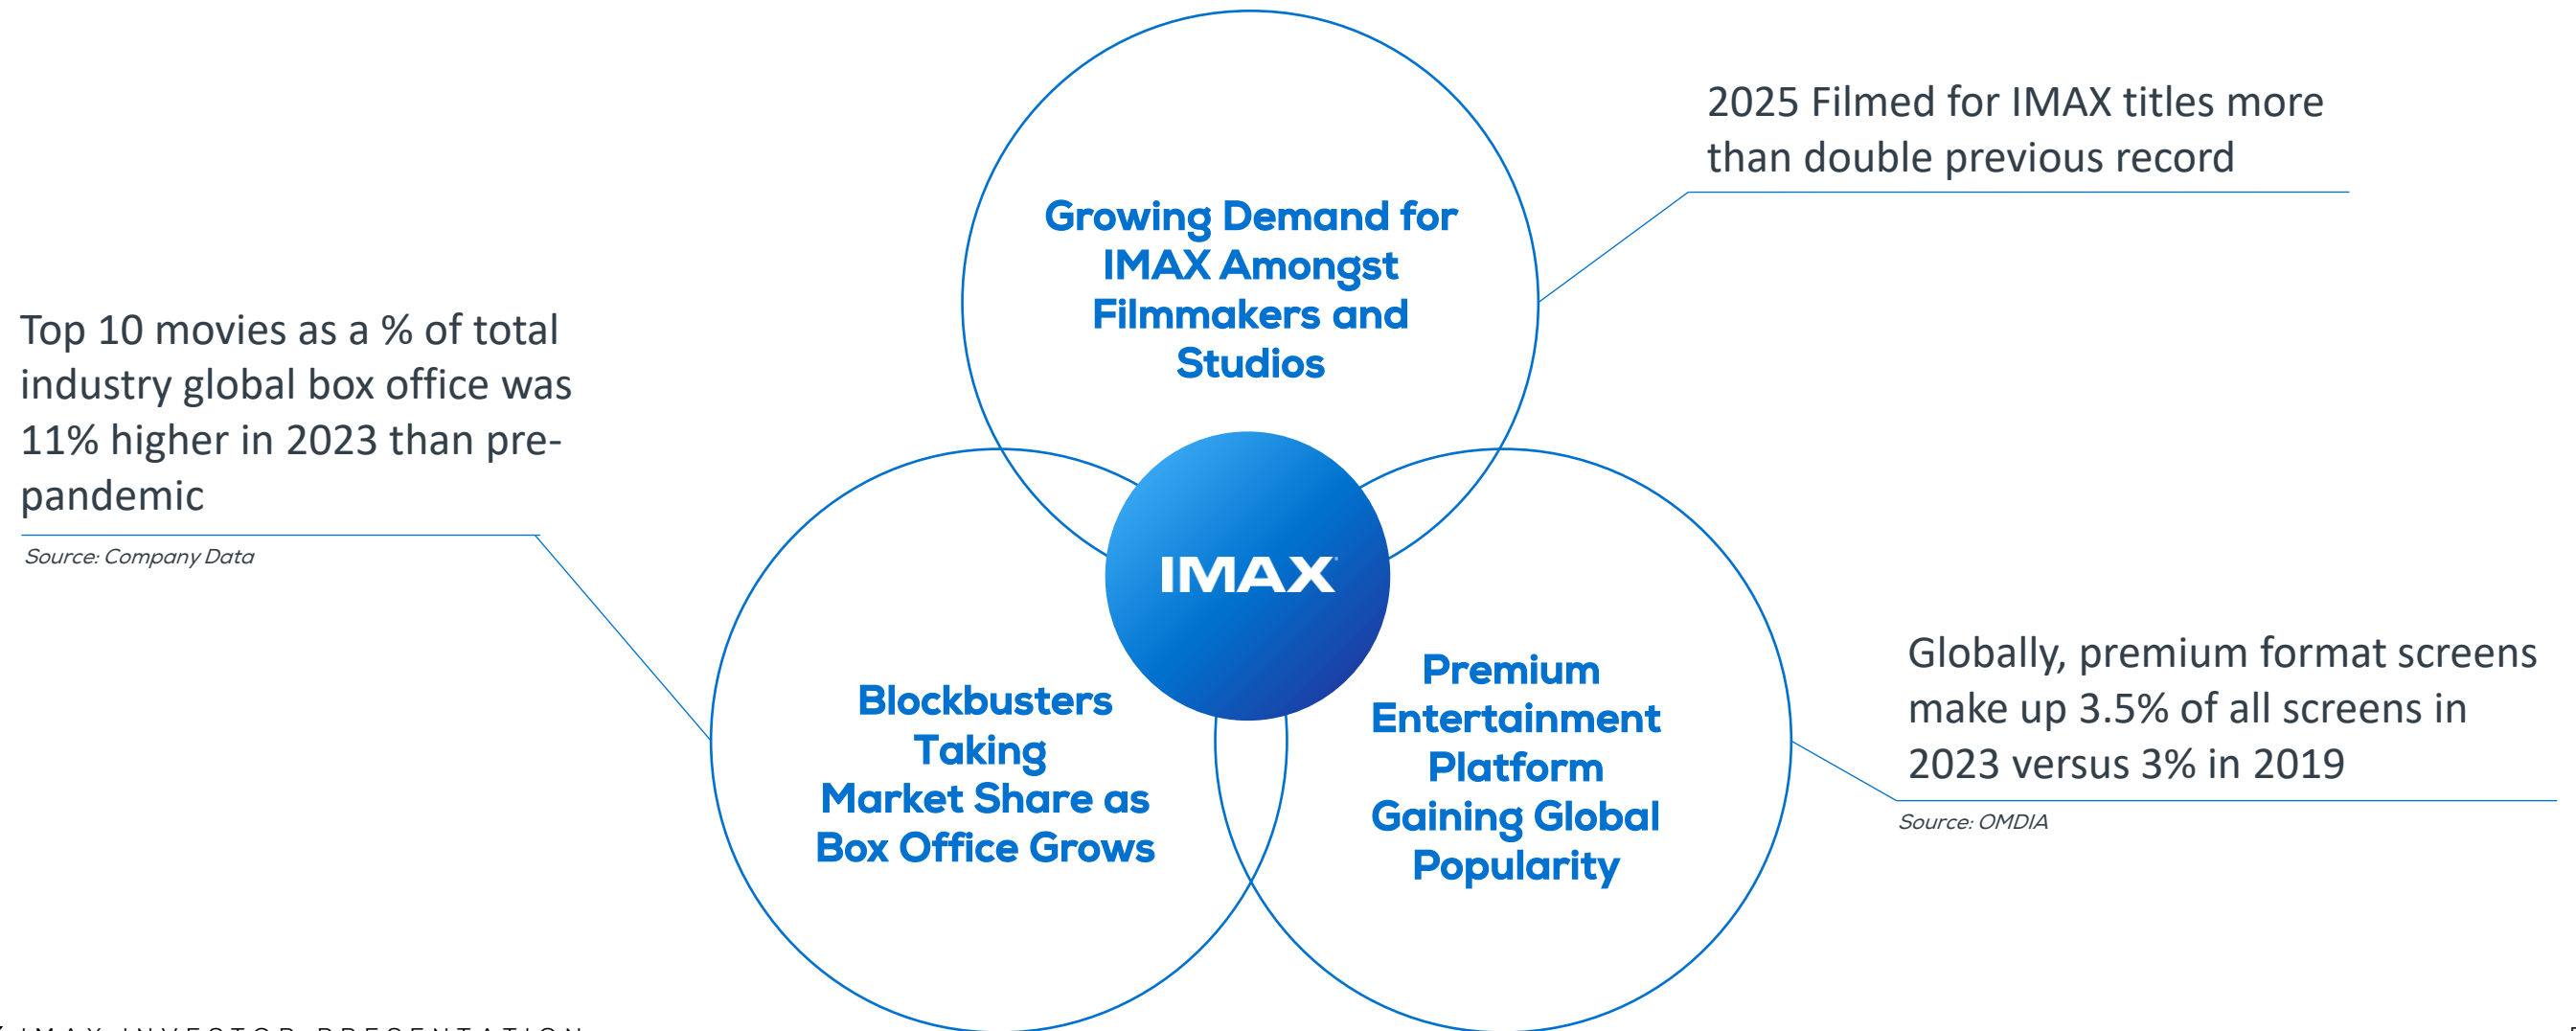 2025 Filmed for IMAX titles more
than double previous record
Growing Demand for
IMAX Amongst
Filmmakers and
Studios
Top 10 movies as a % of total
industry global box office was
11% higher in 2023 than pre-
pandemic
Source: Company Data
IMAX
Blockbusters
Taking
Market Share as
Box Office Grows
Premium
Entertainment
Platform
Gaining Global
Popularity
Globally, premium format screens
make up 3.5% of all screens in
2023 versus 3% in 2019
Source: OMDIA
IMAX INVESTOR PRESENTATION